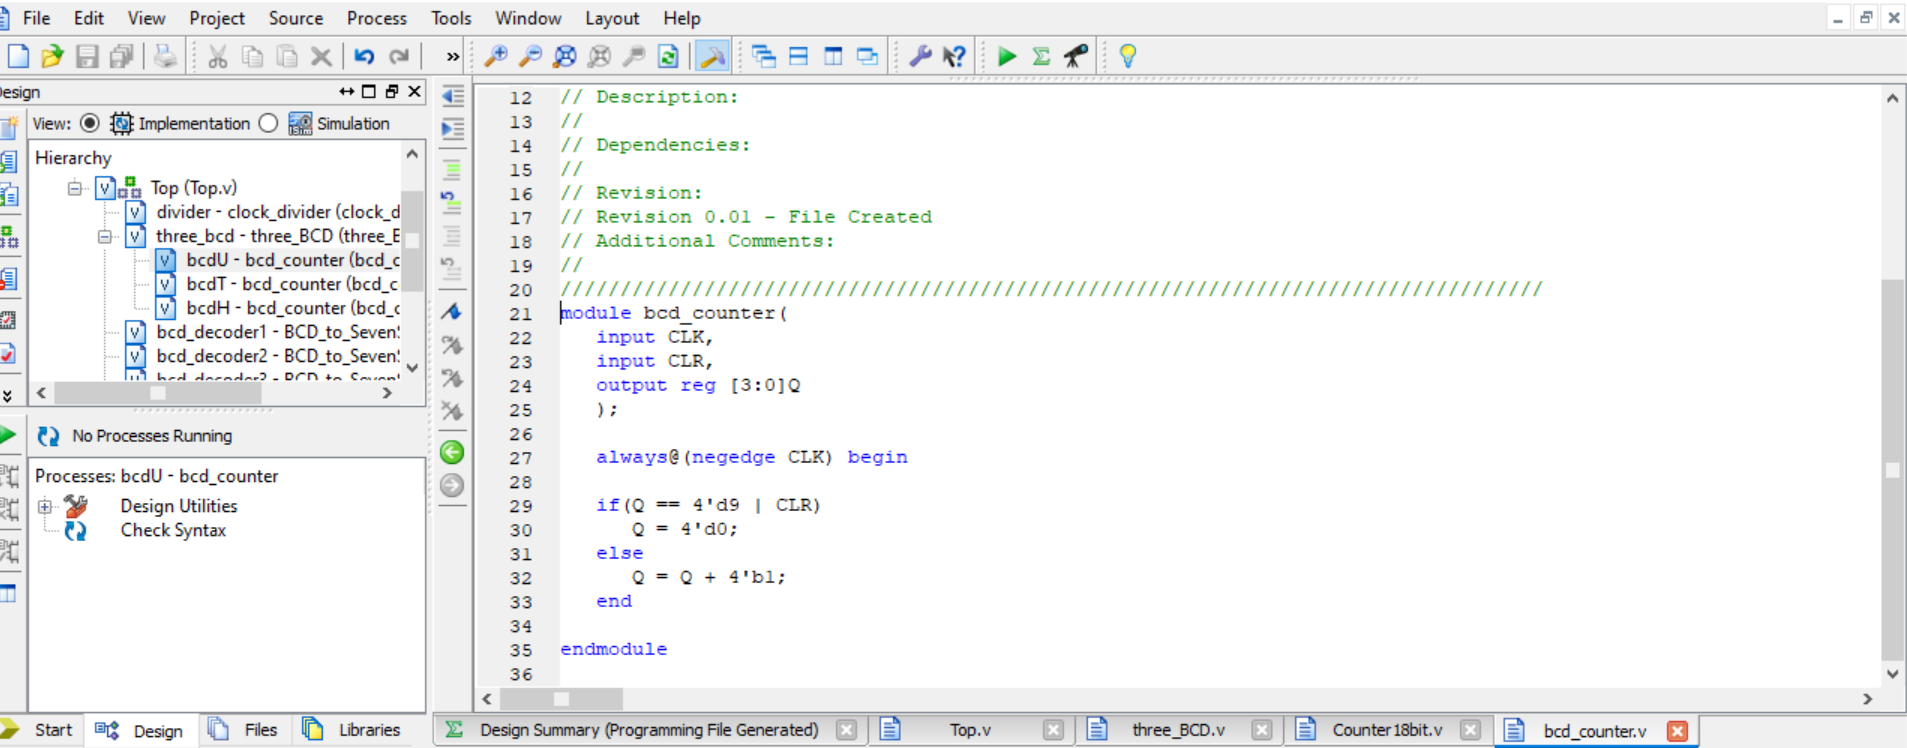 File Edit View Project Source Process Tools Window Layout Help
»
Design
View: Implementation Simulation
Hierarchy
Top (Top.v)
divider - clock_divider (clock_d
three_bcd - three_BCD (three_B
bcdU - bcd_counter (bcd_c
bcdT - bcd_counter (bcd_c
bcdH - bcd_counter (bcd_c
bcd_decoder1 - BCD_to_Seven
bcd_decoder2 - BCD_to_Seven
bcd_decoder3 - BCD_to_Seven
No Processes Running
Processes: bcdU - bcd_counter
Design Utilities
Check Syntax
Start Design Files Libraries
12 // Description:
13 //
14 // Dependencies:
15 //
16 // Revision:
17 // Revision 0.01 - File Created
18 // Additional Comments:
19 //
20 //////////////////////////////////////////////////////////////////////////////////
21 module bcd_counter(
22 input CLK,
23 input CLR,
24 output reg [3:0]Q
25 );
26
27 always@(negedge CLK) begin
28
29 if(Q == 4'd9 | CLR)
30 Q = 4'd0;
31 else
32 Q = Q + 4'b1;
33 end
34
35 endmodule
36
Design Summary (Programming File Generated) Top.v three_BCD.v Counter18bit.v bcd_counter.v